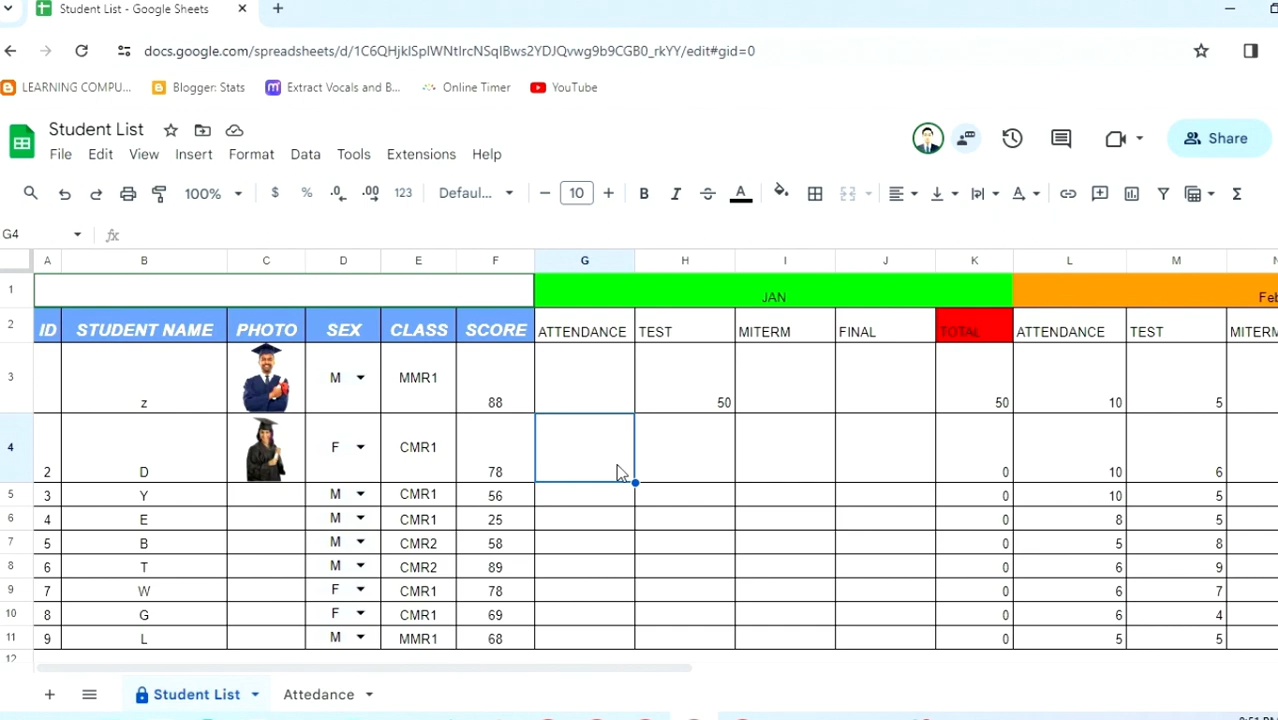 Student List - Google Sheets
docs.google.com/spreadsheets/d/1C6QHjklSplWNtlrcNSqlBws2YDJQvwg9b9CGB0_rkYY/edit#gid=0
LEARNING COMPU... Blogger: Stats Extract Vocals and B... Online Timer YouTube
Student List
File Edit View Insert Format Data Tools Extensions Help
Share
100% $ % .0 .00 123 Defaul... 10 B I A Σ
G4 fx
A B C D E F G H I J K L M
1 JAN Feb
2 ID STUDENT NAME PHOTO SEX CLASS SCORE ATTENDANCE TEST MITERM FINAL TOTAL ATTENDANCE TEST MITERM
3 z M MMR1 88 50 50 10 5
4 2 D F CMR1 78 0 10 6
5 3 Y M CMR1 56 0 10 5
6 4 E M CMR1 25 0 8 5
7 5 B M CMR2 58 0 5 8
8 6 T M CMR2 89 0 6 9
9 7 W F CMR1 78 0 6 7
10 8 G F CMR1 69 0 6 4
11 9 L M MMR1 68 0 5 5
12
Student List Attedance